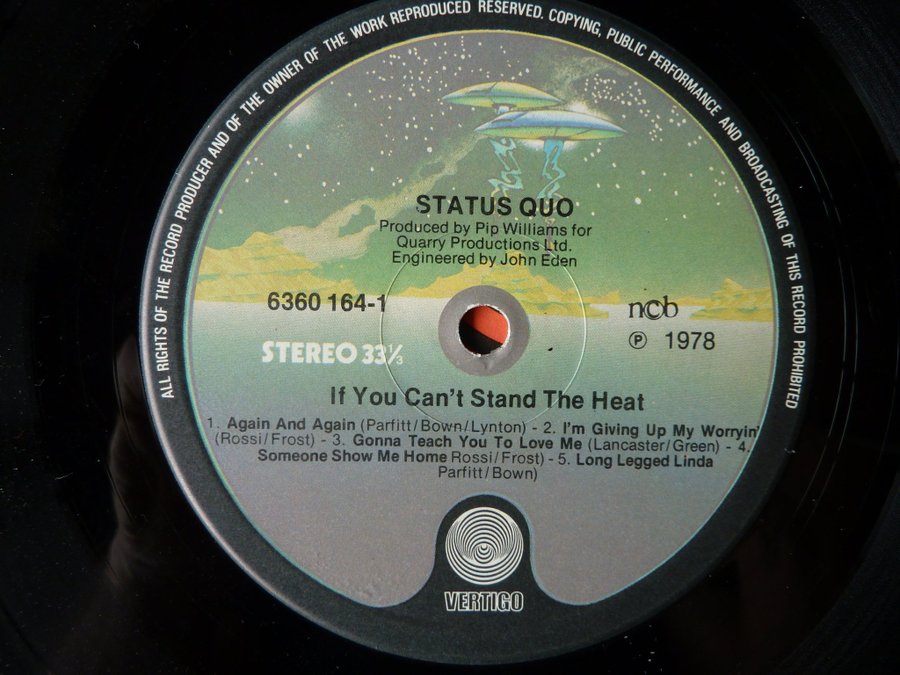 ALL RIGHTS OF THE RECORD PRODUCER AND OF THE OWNER OF THE WORK REPRODUCED RESERVED. COPYING, PUBLIC PERFORMANCE AND BROADCASTING OF THIS RECORD PROHIBITED
STATUS QUO
Produced by Pip Williams for
Quarry Productions Ltd.
Engineered by John Eden
6360 164-1
ncb
STEREO 33⅓
Ⓟ 1978
If You Can't Stand The Heat
1. Again And Again (Parfitt/Bown/Lynton) - 2. I'm Giving Up My Worryin'
(Rossi/Frost) - 3. Gonna Teach You To Love Me (Lancaster/Green) - 4.
Someone Show Me Home Rossi/Frost) - 5. Long Legged Linda
Parfitt/Bown)
VERTIGO